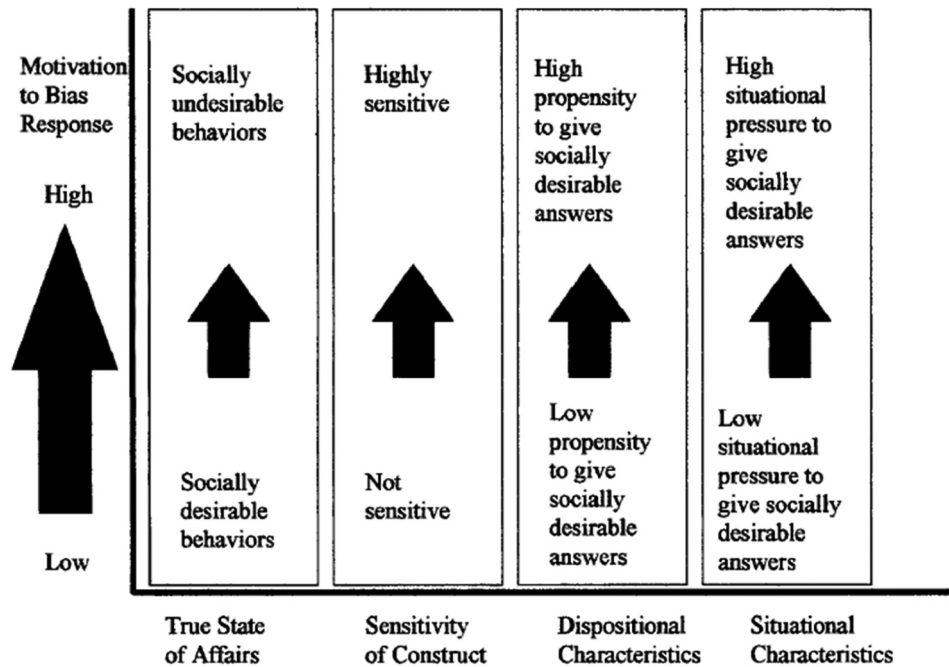 Motivation
to Bias
Response
High
Low
Socially
undesirable
behaviors
Socially
desirable
behaviors
True State
of Affairs
Highly
sensitive
Not
sensitive
Sensitivity
of Construct
High
propensity
to give
socially
desirable
answers
Low
propensity
to give
socially
desirable
answers
Dispositional
Characteristics
High
situational
pressure to
give
socially
desirable
answers
Low
situational
pressure to
give socially
desirable
answers
Situational
Characteristics